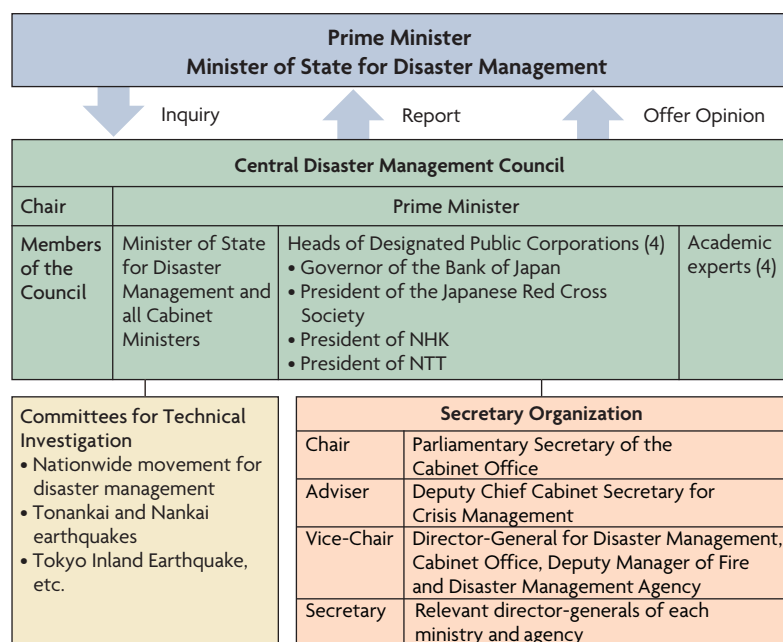 Prime Minister
Minister of State for Disaster Management
Inquiry
Report
Offer Opinion
Central Disaster Management Council
Chair
Prime Minister
Members
of the
Council
Minister of State
for Disaster
Management and
all Cabinet
Ministers
Heads of Designated Public Corporations (4)
• Governor of the Bank of Japan
• President of the Japanese Red Cross
Society
• President of NHK
• President of NTT
Academic
experts (4)
Committees for Technical
Investigation
• Nationwide movement for
disaster management
• Tonankai and Nankai
earthquakes
• Tokyo Inland Earthquake,
etc.
Secretary Organization
Chair
Parliamentary Secretary of the
Cabinet Office
Adviser
Deputy Chief Cabinet Secretary for
Crisis Management
Vice-Chair
Director-General for Disaster Management,
Cabinet Office, Deputy Manager of Fire
and Disaster Management Agency
Secretary
Relevant director-generals of each
ministry and agency